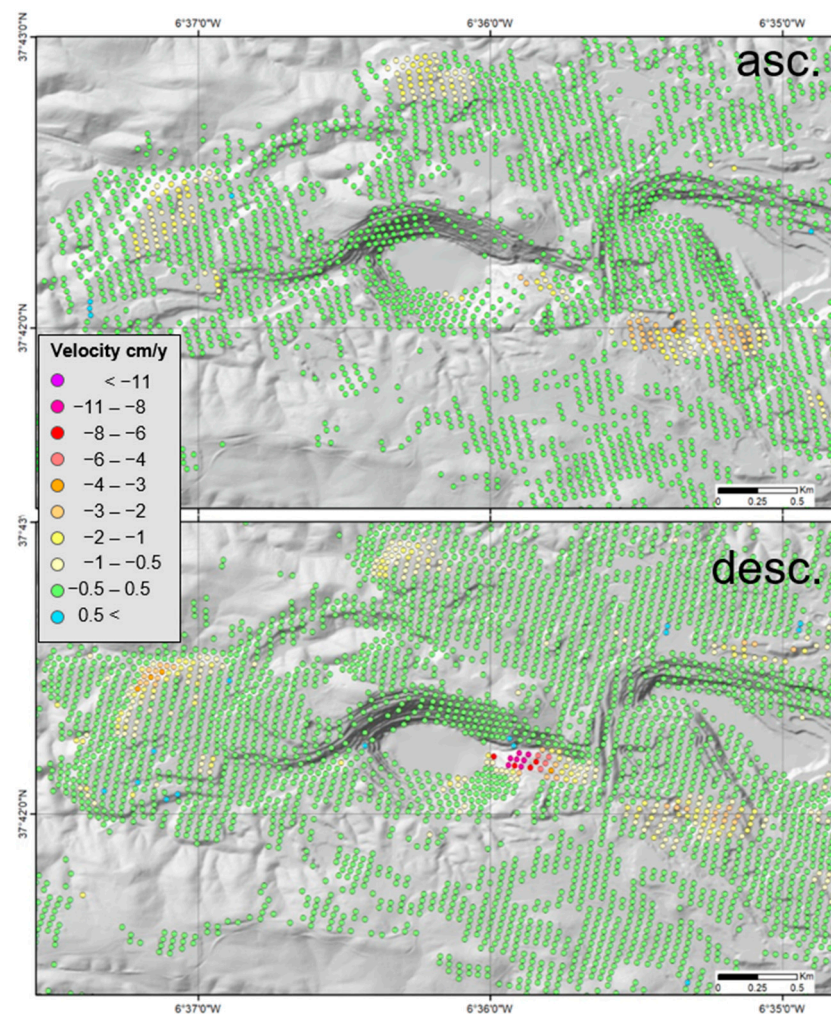 6°37'0"W 6°36'0"W 6°35'0"W
37°43'0"N
asc.
37°42'0"N
Velocity cm/y
< −11
−11 – −8
−8 – −6
−6 – −4
−4 – −3
−3 – −2
−2 – −1
−1 – −0.5
−0.5 – 0.5
0.5 <
Km
0 0.25 0.5
37°43'
desc.
37°42'0"N
Km
0 0.25 0.5
6°37'0"W 6°36'0"W 6°35'0"W